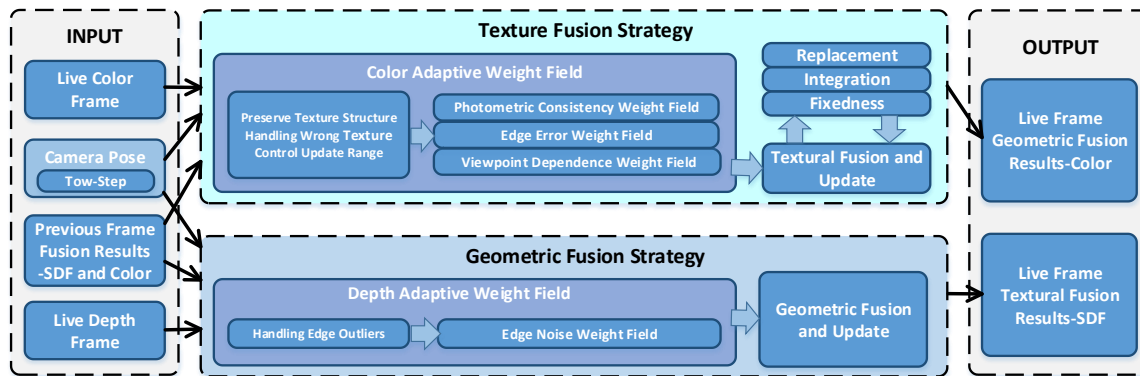 INPUT
Live Color
Frame
Camera Pose
Tow-Step
Previous Frame
Fusion Results
-SDF and Color
Live Depth
Frame
Texture Fusion Strategy
Color Adaptive Weight Field
Preserve Texture Structure
Handling Wrong Texture
Control Update Range
Photometric Consistency Weight Field
Edge Error Weight Field
Viewpoint Dependence Weight Field
Replacement
Integration
Fixedness
Textural Fusion and
Update
Geometric Fusion Strategy
Depth Adaptive Weight Field
Handling Edge Outliers
Edge Noise Weight Field
Geometric Fusion
and Update
OUTPUT
Live Frame
Geometric Fusion
Results-Color
Live Frame
Textural Fusion
Results-SDF